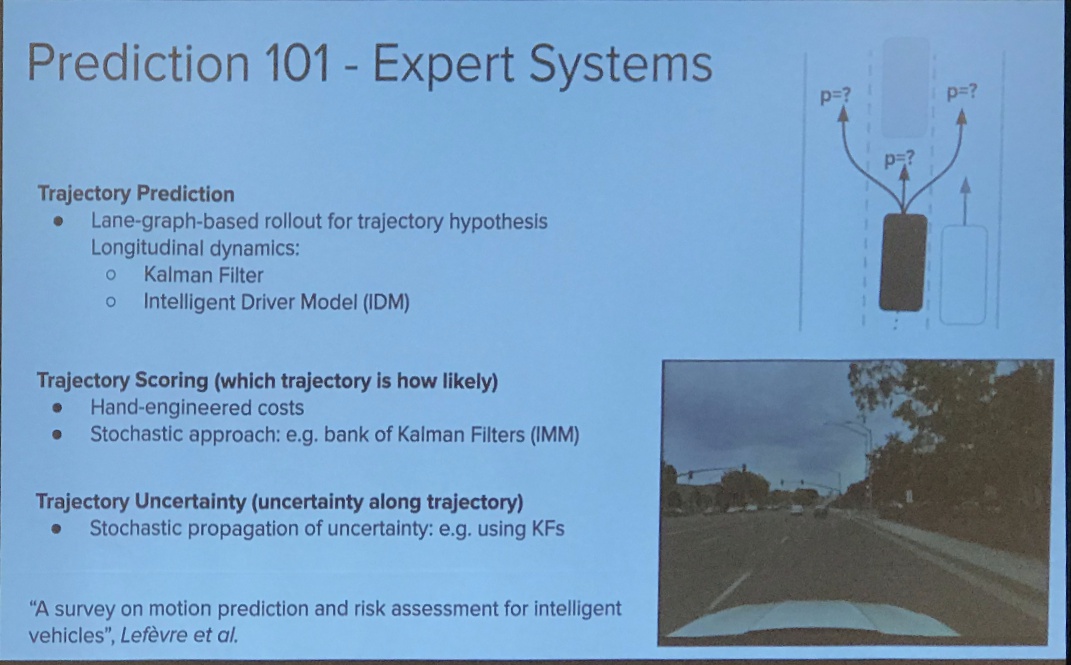 Prediction 101 - Expert Systems
p=?
p=?
p=?
Trajectory Prediction
● Lane-graph-based rollout for trajectory hypothesis
Longitudinal dynamics:
○ Kalman Filter
○ Intelligent Driver Model (IDM)
Trajectory Scoring (which trajectory is how likely)
● Hand-engineered costs
● Stochastic approach: e.g. bank of Kalman Filters (IMM)
Trajectory Uncertainty (uncertainty along trajectory)
● Stochastic propagation of uncertainty: e.g. using KFs
“A survey on motion prediction and risk assessment for intelligent
vehicles”, Lefèvre et al.